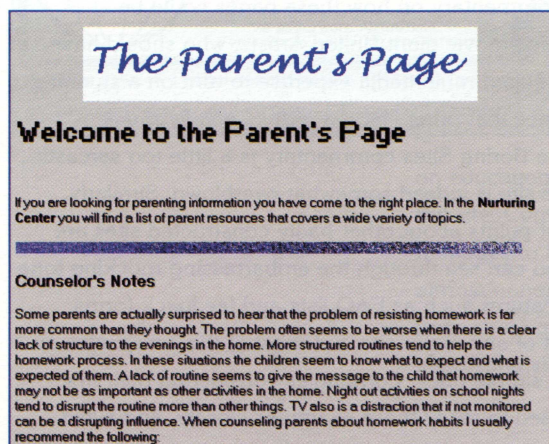 The Parent's Page
Welcome to the Parent's Page
If you are looking for parenting information you have come to the right place. In the Nurturing
Center you will find a list of parent resources that covers a wide variety of topics.
Counselor's Notes
Some parents are actually surprised to hear that the problem of resisting homework is far
more common than they thought. The problem often seems to be worse when there is a clear
lack of structure to the evenings in the home. More structured routines tend to help the
homework process. In these situations the children seem to know what to expect and what is
expected of them. A lack of routine seems to give the message to the child that homework
may not be as important as other activities in the home. Night out activities on school nights
tend to disrupt the routine more than other things. TV also is a distraction that if not monitored
can be a disrupting influence. When counseling parents about homework habits I usually
recommend the following: